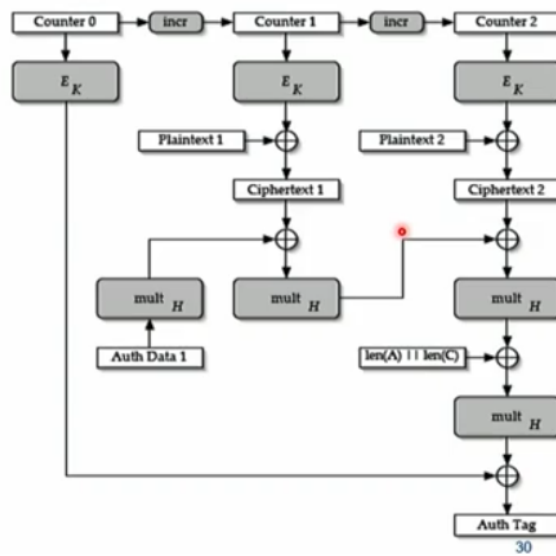 Counter 0 incr Counter 1 incr Counter 2
E K E K E K
Plaintext 1 Plaintext 2
Ciphertext 1 Ciphertext 2
mult H mult H mult H
Auth Data 1 len(A) || len(C)
mult H
Auth Tag
30